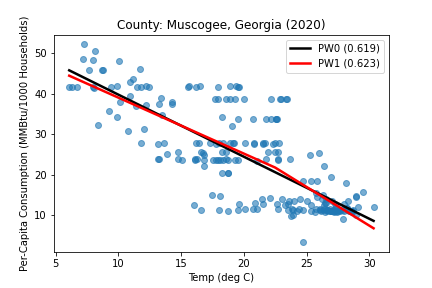 County: Muscogee, Georgia (2020)
Per-Capita Consumption (MMBtu/1000 Households)
50
40
30
20
10
PW0 (0.619)
PW1 (0.623)
5 10 15 20 25 30
Temp (deg C)